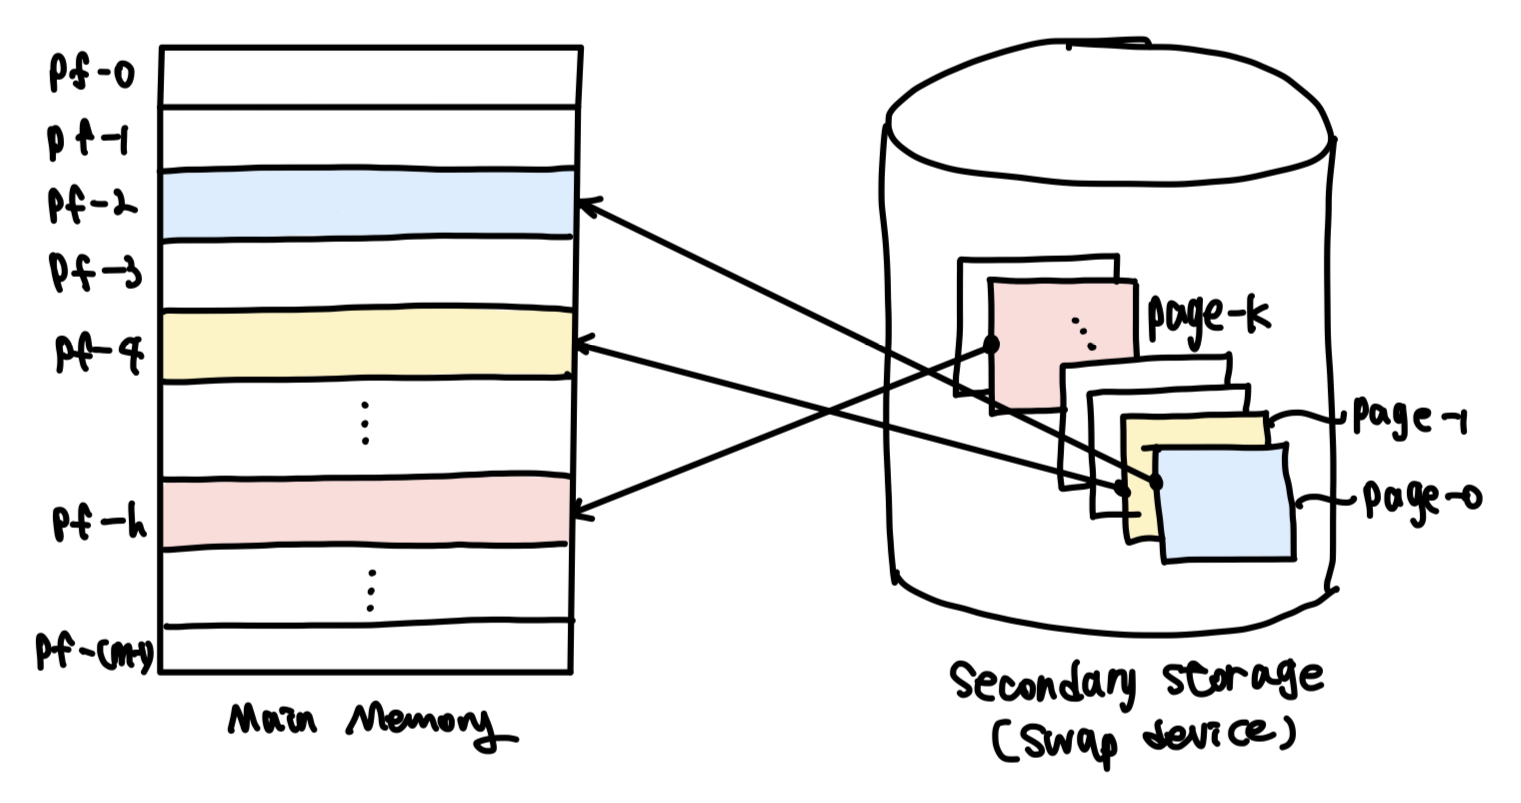 pf-0
pf-1
pf-2
pf-3
pf-4
pf-h
pf-(m-1)
Main Memory
page-k
page-1
page-0
Secondary storage
(swap device)